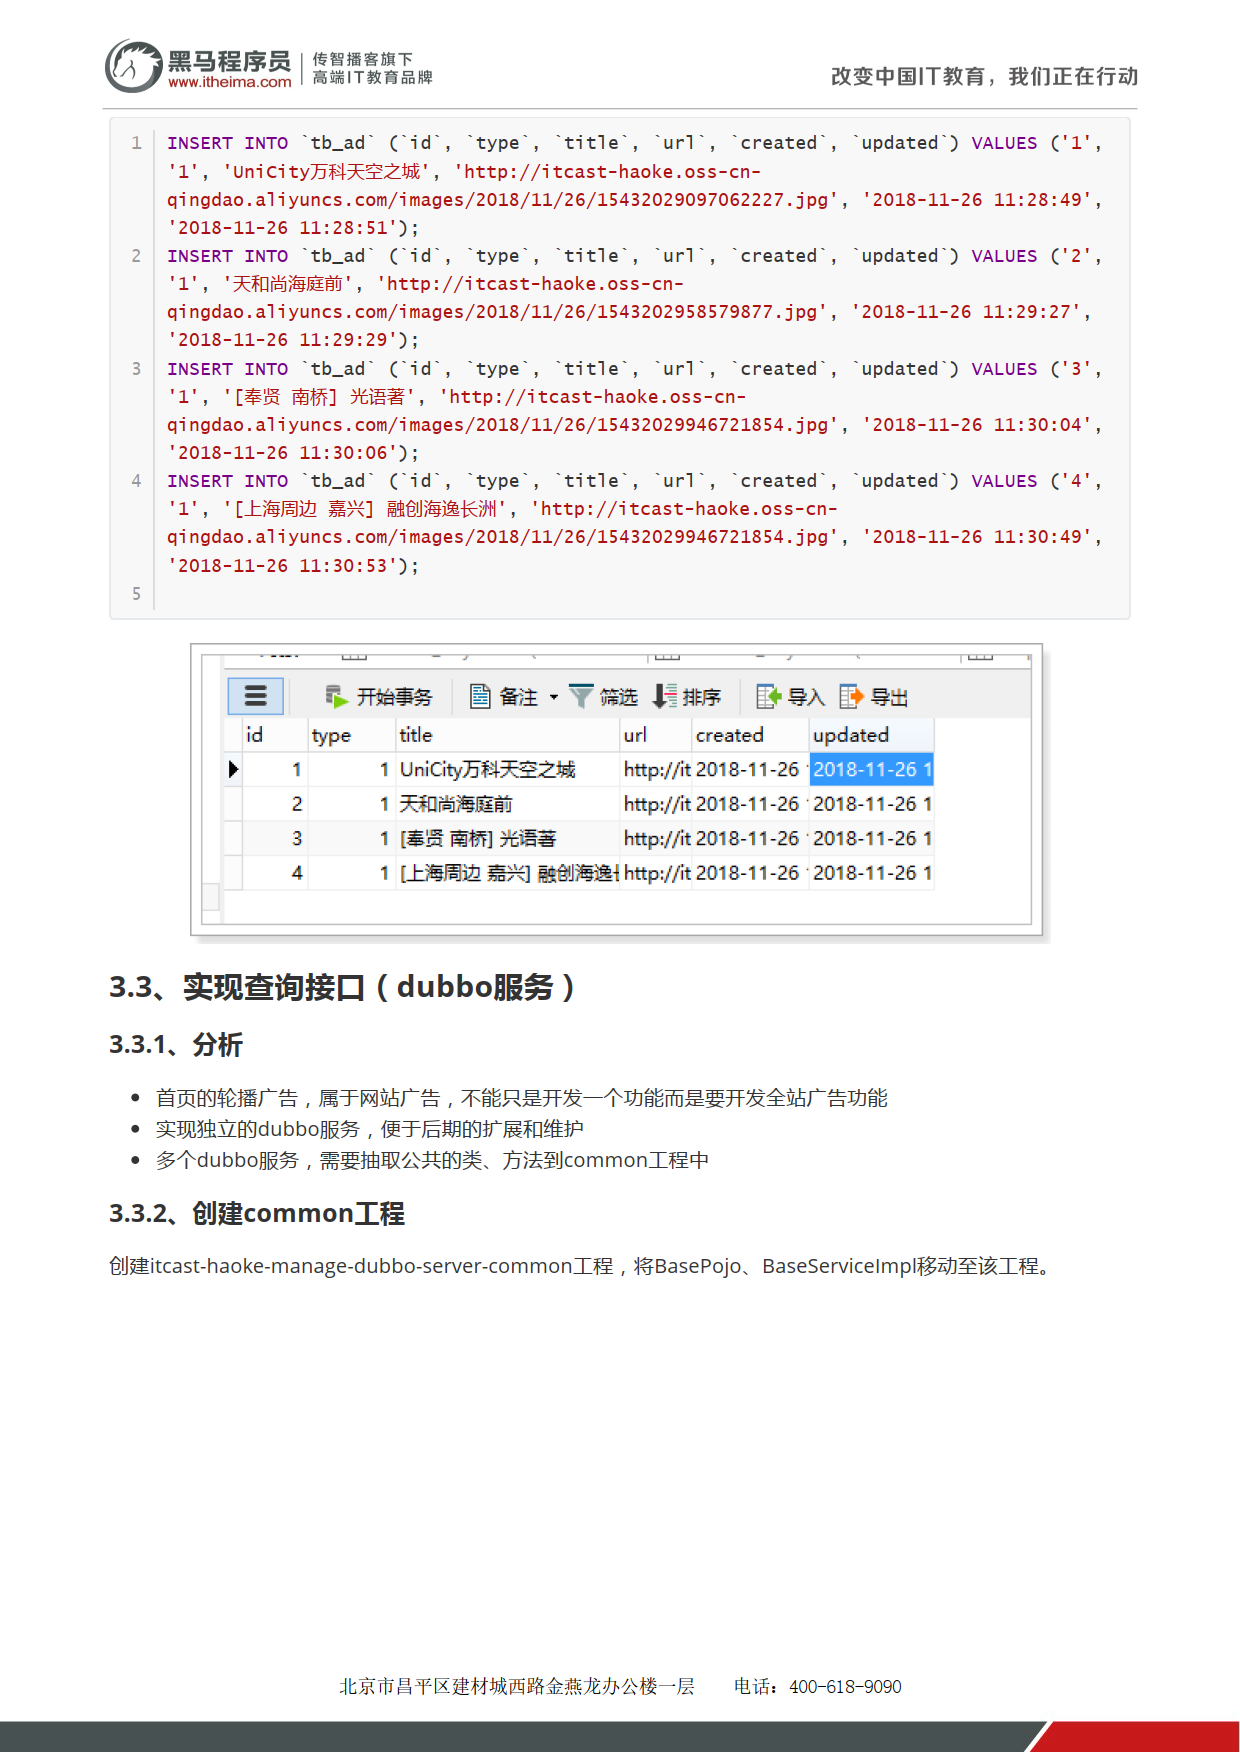 黑马程序员
www.itheima.com
传智播客旗下
高端IT教育品牌
改变中国IT教育，我们正在行动
1 INSERT INTO `tb_ad` (`id`, `type`, `title`, `url`, `created`, `updated`) VALUES ('1',
'1', 'UniCity万科天空之城', 'http://itcast-haoke.oss-cn-
qingdao.aliyuncs.com/images/2018/11/26/15432029097062227.jpg', '2018-11-26 11:28:49',
'2018-11-26 11:28:51');
2 INSERT INTO `tb_ad` (`id`, `type`, `title`, `url`, `created`, `updated`) VALUES ('2',
'1', '天和尚海庭前', 'http://itcast-haoke.oss-cn-
qingdao.aliyuncs.com/images/2018/11/26/1543202958579877.jpg', '2018-11-26 11:29:27',
'2018-11-26 11:29:29');
3 INSERT INTO `tb_ad` (`id`, `type`, `title`, `url`, `created`, `updated`) VALUES ('3',
'1', '[奉贤 南桥] 光语著', 'http://itcast-haoke.oss-cn-
qingdao.aliyuncs.com/images/2018/11/26/15432029946721854.jpg', '2018-11-26 11:30:04',
'2018-11-26 11:30:06');
4 INSERT INTO `tb_ad` (`id`, `type`, `title`, `url`, `created`, `updated`) VALUES ('4',
'1', '[上海周边 嘉兴] 融创海逸长洲', 'http://itcast-haoke.oss-cn-
qingdao.aliyuncs.com/images/2018/11/26/15432029946721854.jpg', '2018-11-26 11:30:49',
'2018-11-26 11:30:53');
5
开始事务 备注 筛选 排序 导入 导出
id type title url created updated
1 1 UniCity万科天空之城 http://it 2018-11-26 2018-11-26 1
2 1 天和尚海庭前 http://it 2018-11-26 2018-11-26 1
3 1 [奉贤 南桥] 光语著 http://it 2018-11-26 2018-11-26 1
4 1 [上海周边 嘉兴] 融创海逸 http://it 2018-11-26 2018-11-26 1
3.3、实现查询接口（dubbo服务）
3.3.1、分析
• 首页的轮播广告，属于网站广告，不能只是开发一个功能而是要开发全站广告功能
• 实现独立的dubbo服务，便于后期的扩展和维护
• 多个dubbo服务，需要抽取公共的类、方法到common工程中
3.3.2、创建common工程
创建itcast-haoke-manage-dubbo-server-common工程，将BasePojo、BaseServiceImpl移动至该工程。
北京市昌平区建材城西路金燕龙办公楼一层 电话：400-618-9090